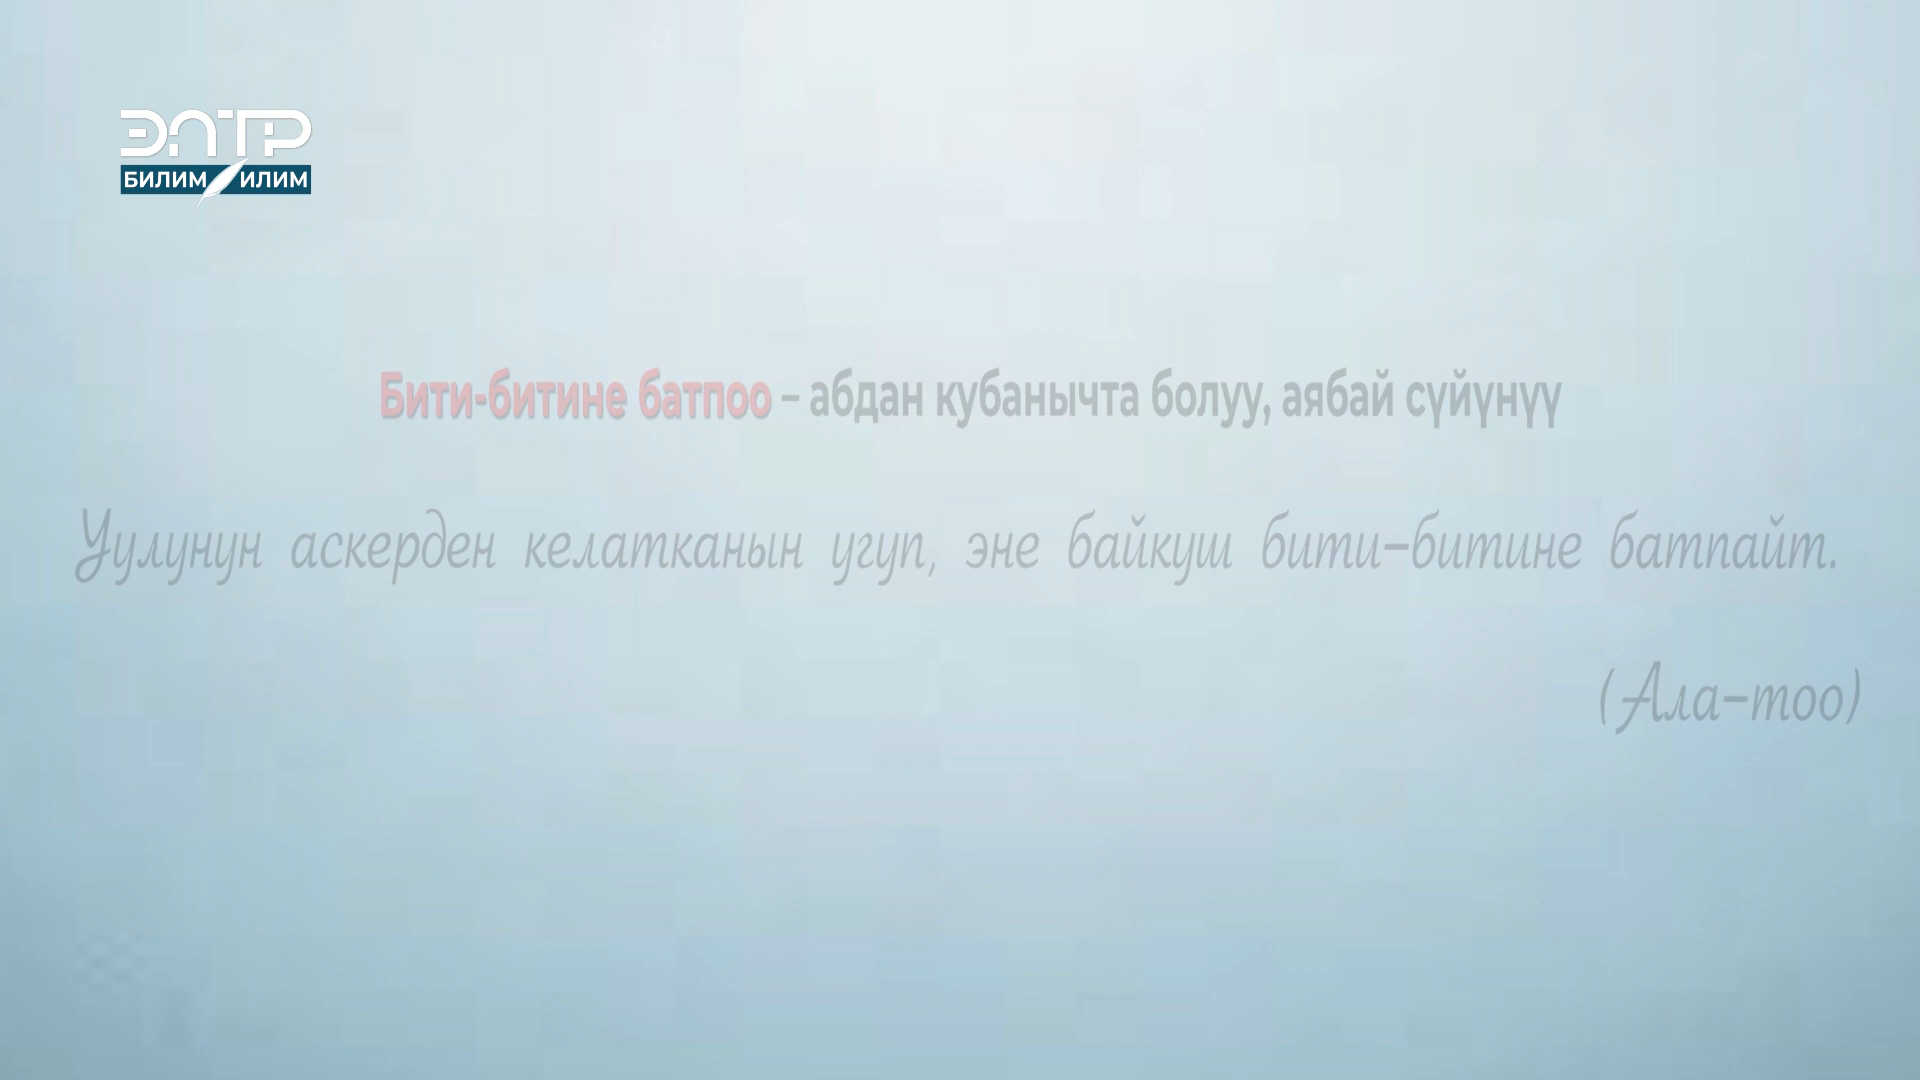 ЭЛТР
БИЛИМ ИЛИМ
Бити-битине батпоо – абдан кубанычта болуу, аябай сүйүнүү
Уулунун аскерден келатканын угуп, эне байкуш бити-битине батпайт.
(Ала-тоо)